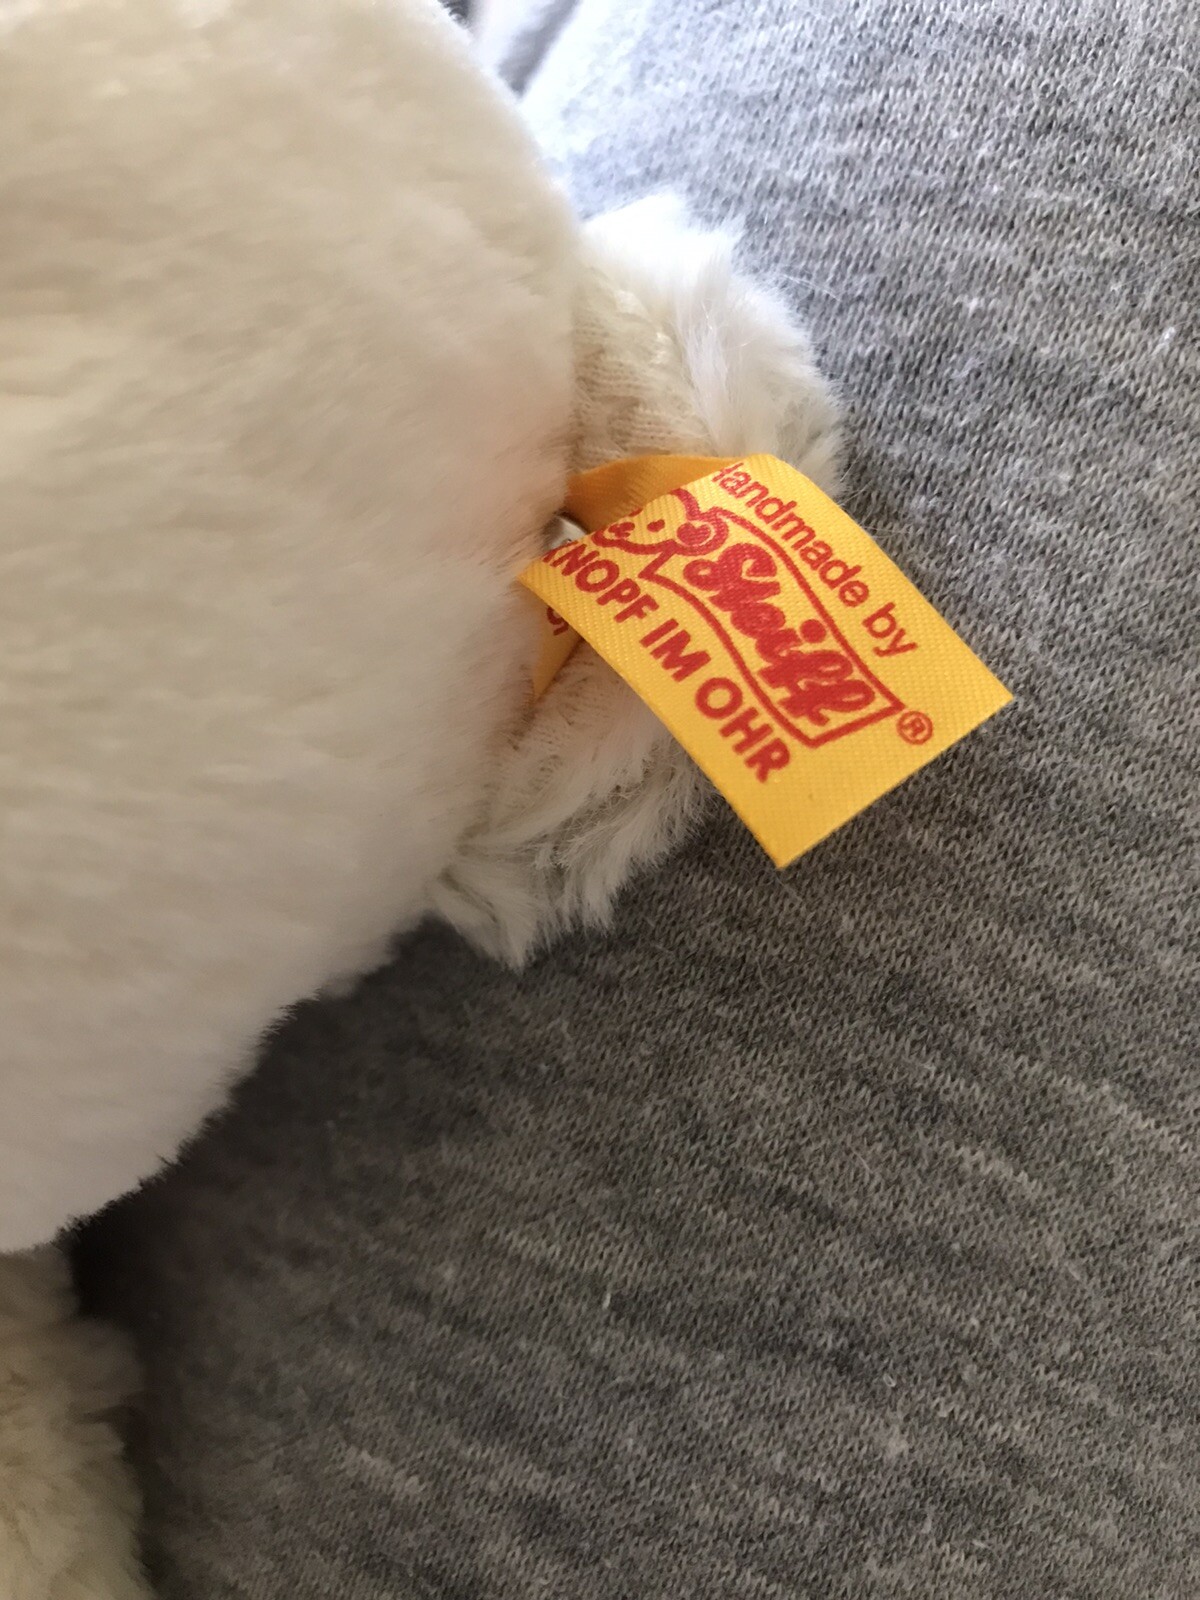 Handmade by
Steiff ®
KNOPF IM OHR